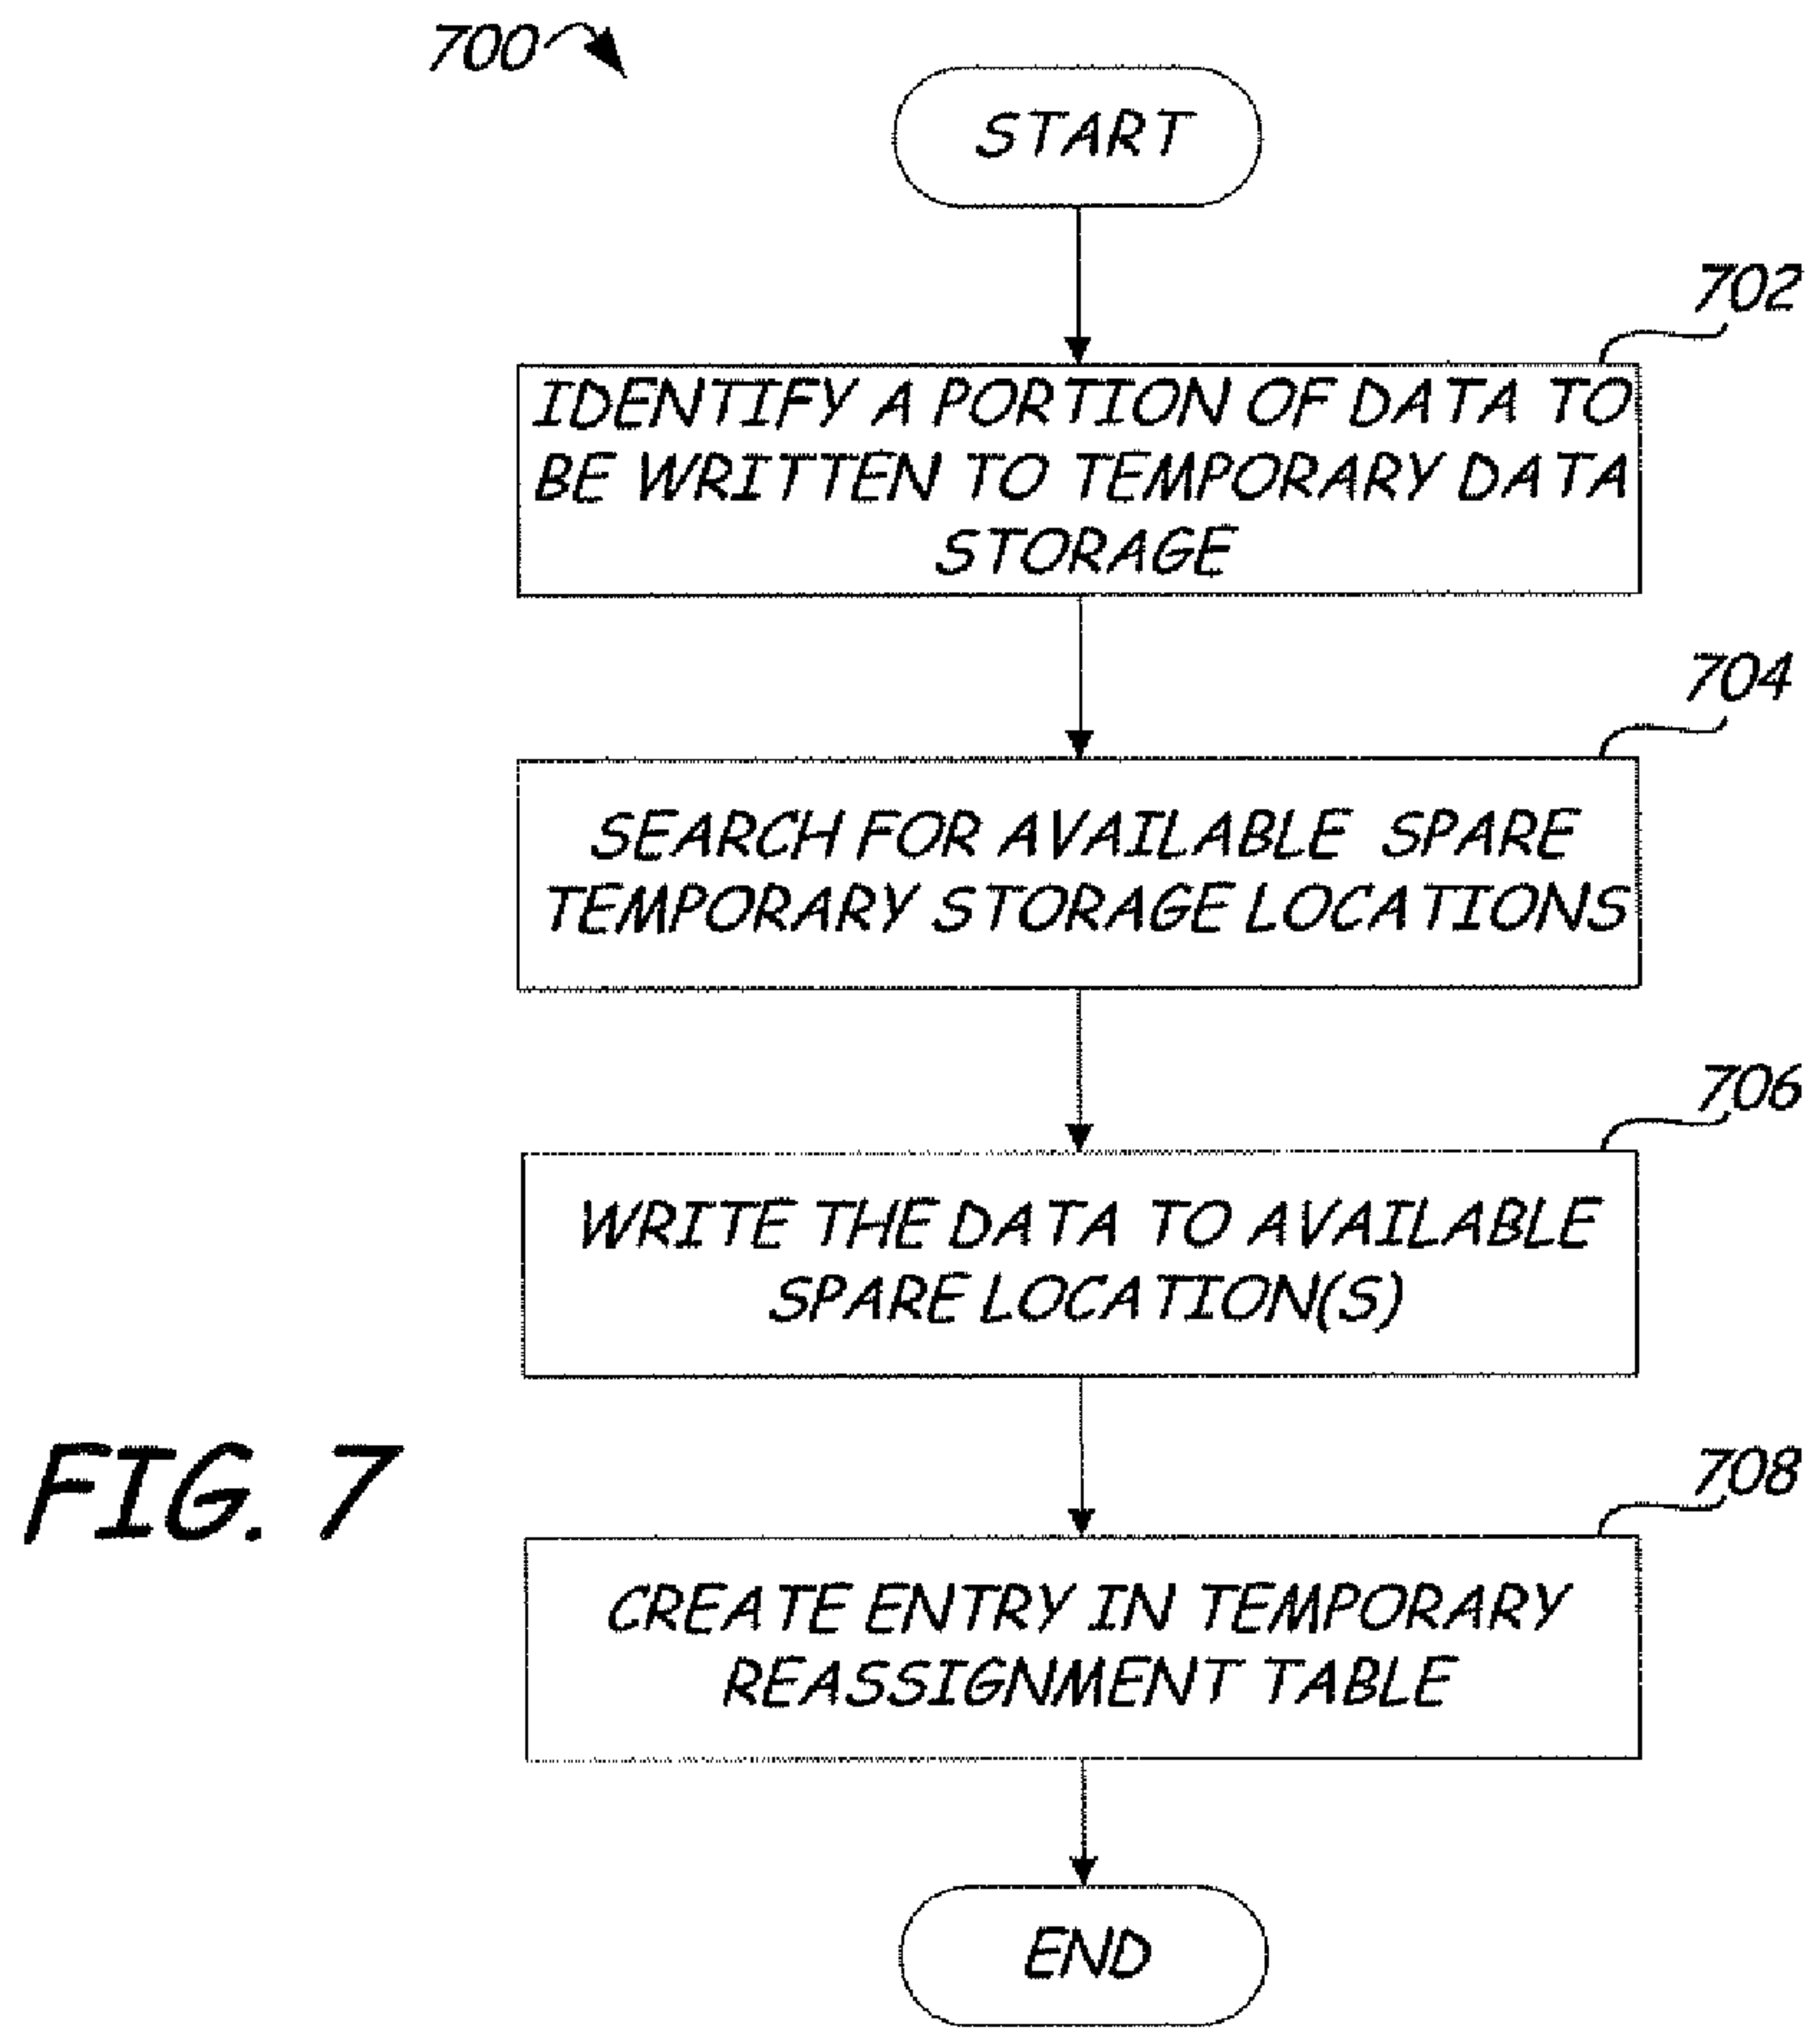 700
START
702
IDENTIFY A PORTION OF DATA TO
BE WRITTEN TO TEMPORARY DATA
STORAGE
704
SEARCH FOR AVAILABLE SPARE
TEMPORARY STORAGE LOCATIONS
706
WRITE THE DATA TO AVAILABLE
SPARE LOCATION(S)
FIG. 7
708
CREATE ENTRY IN TEMPORARY
REASSIGNMENT TABLE
END